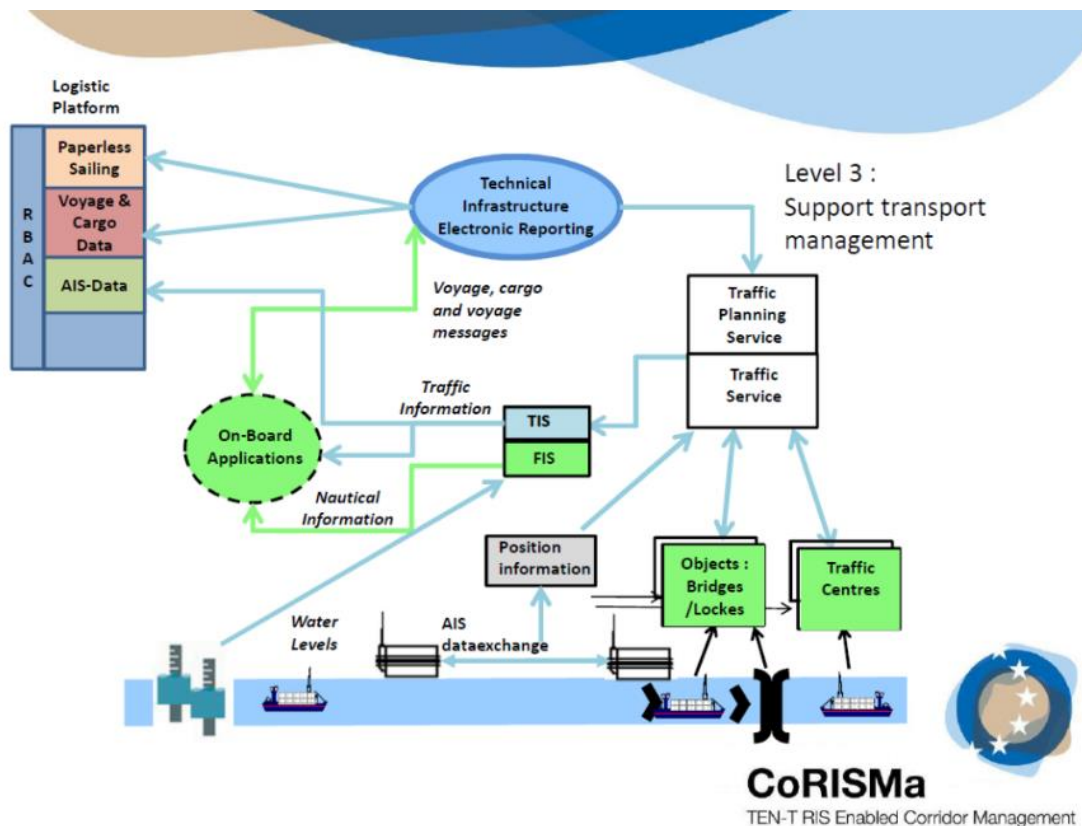 Logistic
Platform
RBAC
Paperless
Sailing
Voyage &
Cargo
Data
AIS-Data
Technical
Infrastructure
Electronic Reporting
Level 3 :
Support transport
management
Voyage, cargo
and voyage
messages
Traffic
Planning
Service
Traffic
Service
Traffic
Information
TIS
FIS
On-Board
Applications
Nautical
Information
Position
information
Objects :
Bridges
/Lockes
Traffic
Centres
Water
Levels
AIS
dataexchange
CoRISMa
TEN-T RIS Enabled Corridor Management